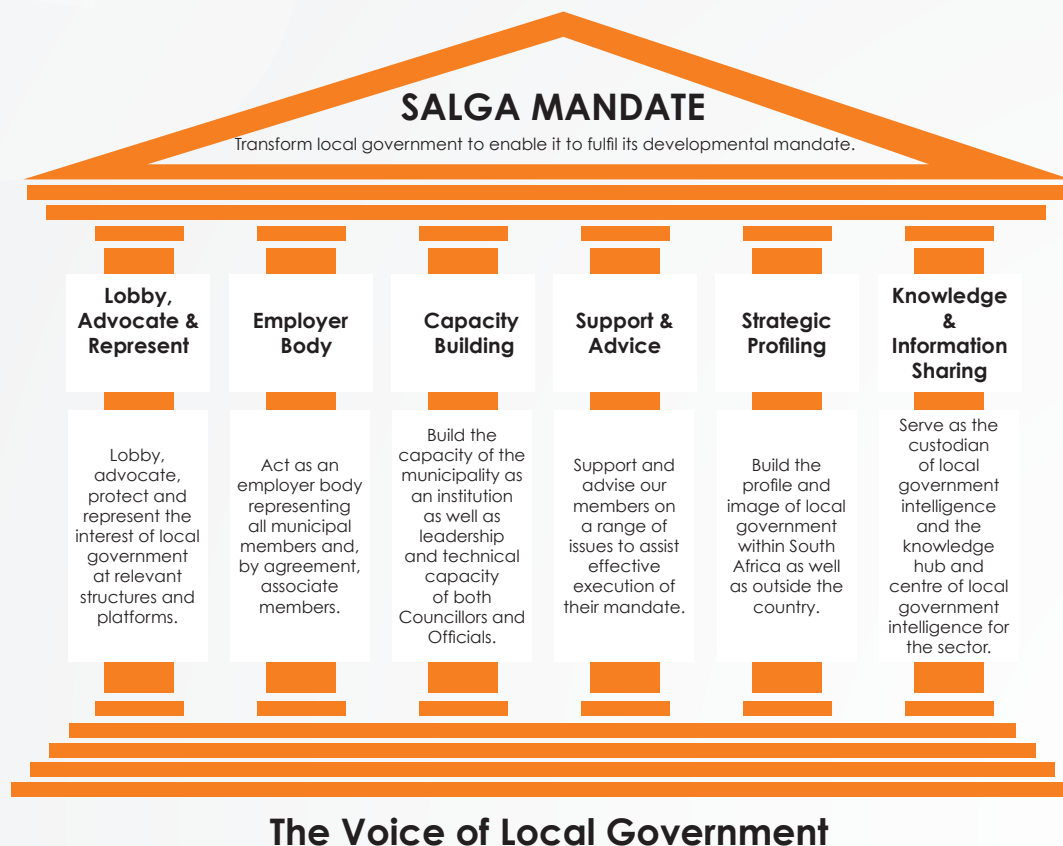 SALGA MANDATE
Transform local government to enable it to fulfil its developmental mandate.
Lobby,
Advocate &
Represent
Lobby,
advocate,
protect and
represent the
interest of local
government
at relevant
structures and
platforms.
Employer
Body
Act as an
employer body
representing
all municipal
members and,
by agreement,
associate
members.
Capacity
Building
Build the
capacity of the
municipality as
an institution
as well as
leadership
and technical
capacity
of both
Councillors and
Officials.
Support &
Advice
Support and
advise our
members on
a range of
issues to assist
effective
execution of
their mandate.
Strategic
Profiling
Build the
profile and
image of local
government
within South
Africa as well
as outside the
country.
Knowledge
&
Information
Sharing
Serve as the
custodian
of local
government
intelligence
and the
knowledge
hub and
centre of local
government
intelligence for
the sector.
The Voice of Local Government